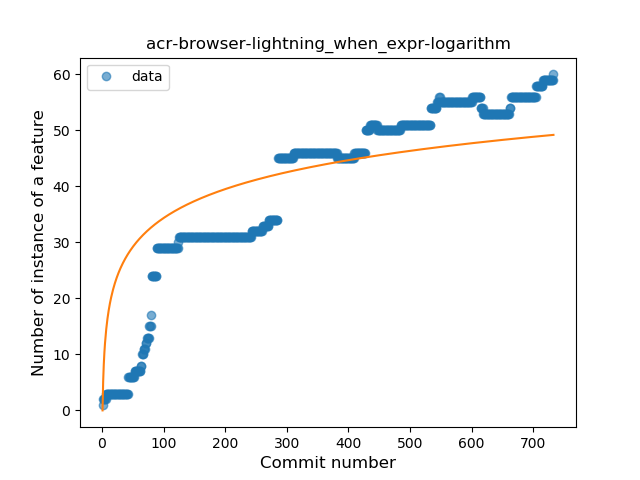 acr-browser-lightning_when_expr-logarithm
data
Number of instance of a feature
60
50
40
30
20
10
0
0 100 200 300 400 500 600 700
Commit number